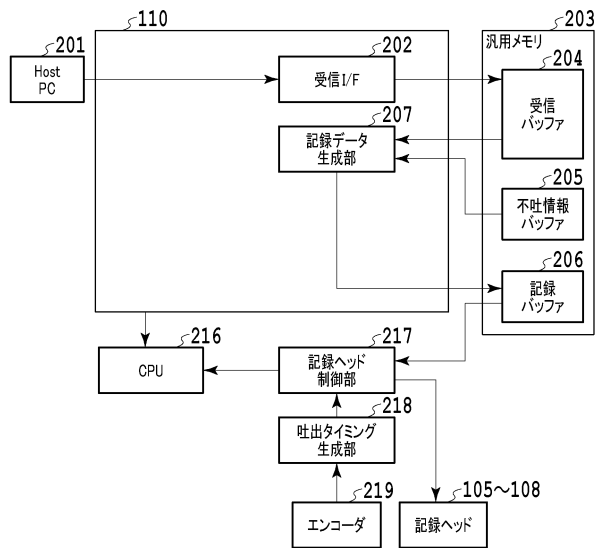 110
201
Host
PC
202
受信I/F
203
汎用メモリ
204
受信
バッファ
207
記録データ
生成部
205
不吐情報
バッファ
206
記録
バッファ
216
CPU
217
記録ヘッド
制御部
218
吐出タイミング
生成部
219
エンコーダ
105~108
記録ヘッド